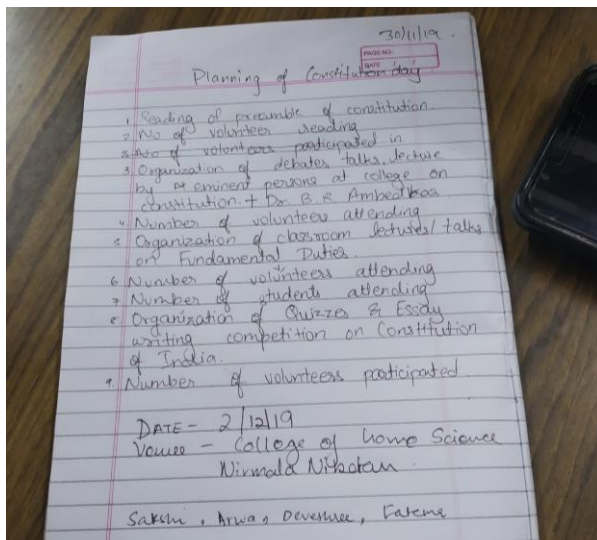 30/11/19.
PAGE NO:
DATE
Planning of Constitution day
1. Reading of preamble of constitution.
2 No of volunteer reading
3 No of volonteers participated in
3 Organization of debates talks, lecture
by eminent persons at college on
constitution. + Dr. B. R Ambedkar
4. Number of volunteers attending
5 Organization of classroom lectures/talks
on Fundamental Duties.
6 Number of volunteers attending
7 Number of students attending
8 Organization of Quizzes & Essay
writing competition on Constitution
of India.
9. Number of volunteers participated.
DATE - 2/12/19
Venue - College of home Science
Nirmala Niketan.
Sakshi, Arwa, Deveshree, Fateme